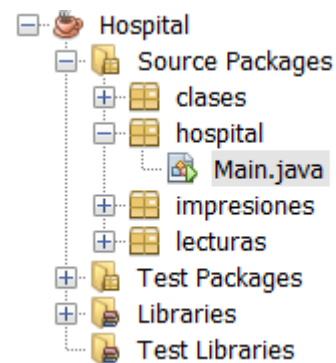 Hospital
Source Packages
clases
hospital
Main.java
impresiones
lecturas
Test Packages
Libraries
Test Libraries